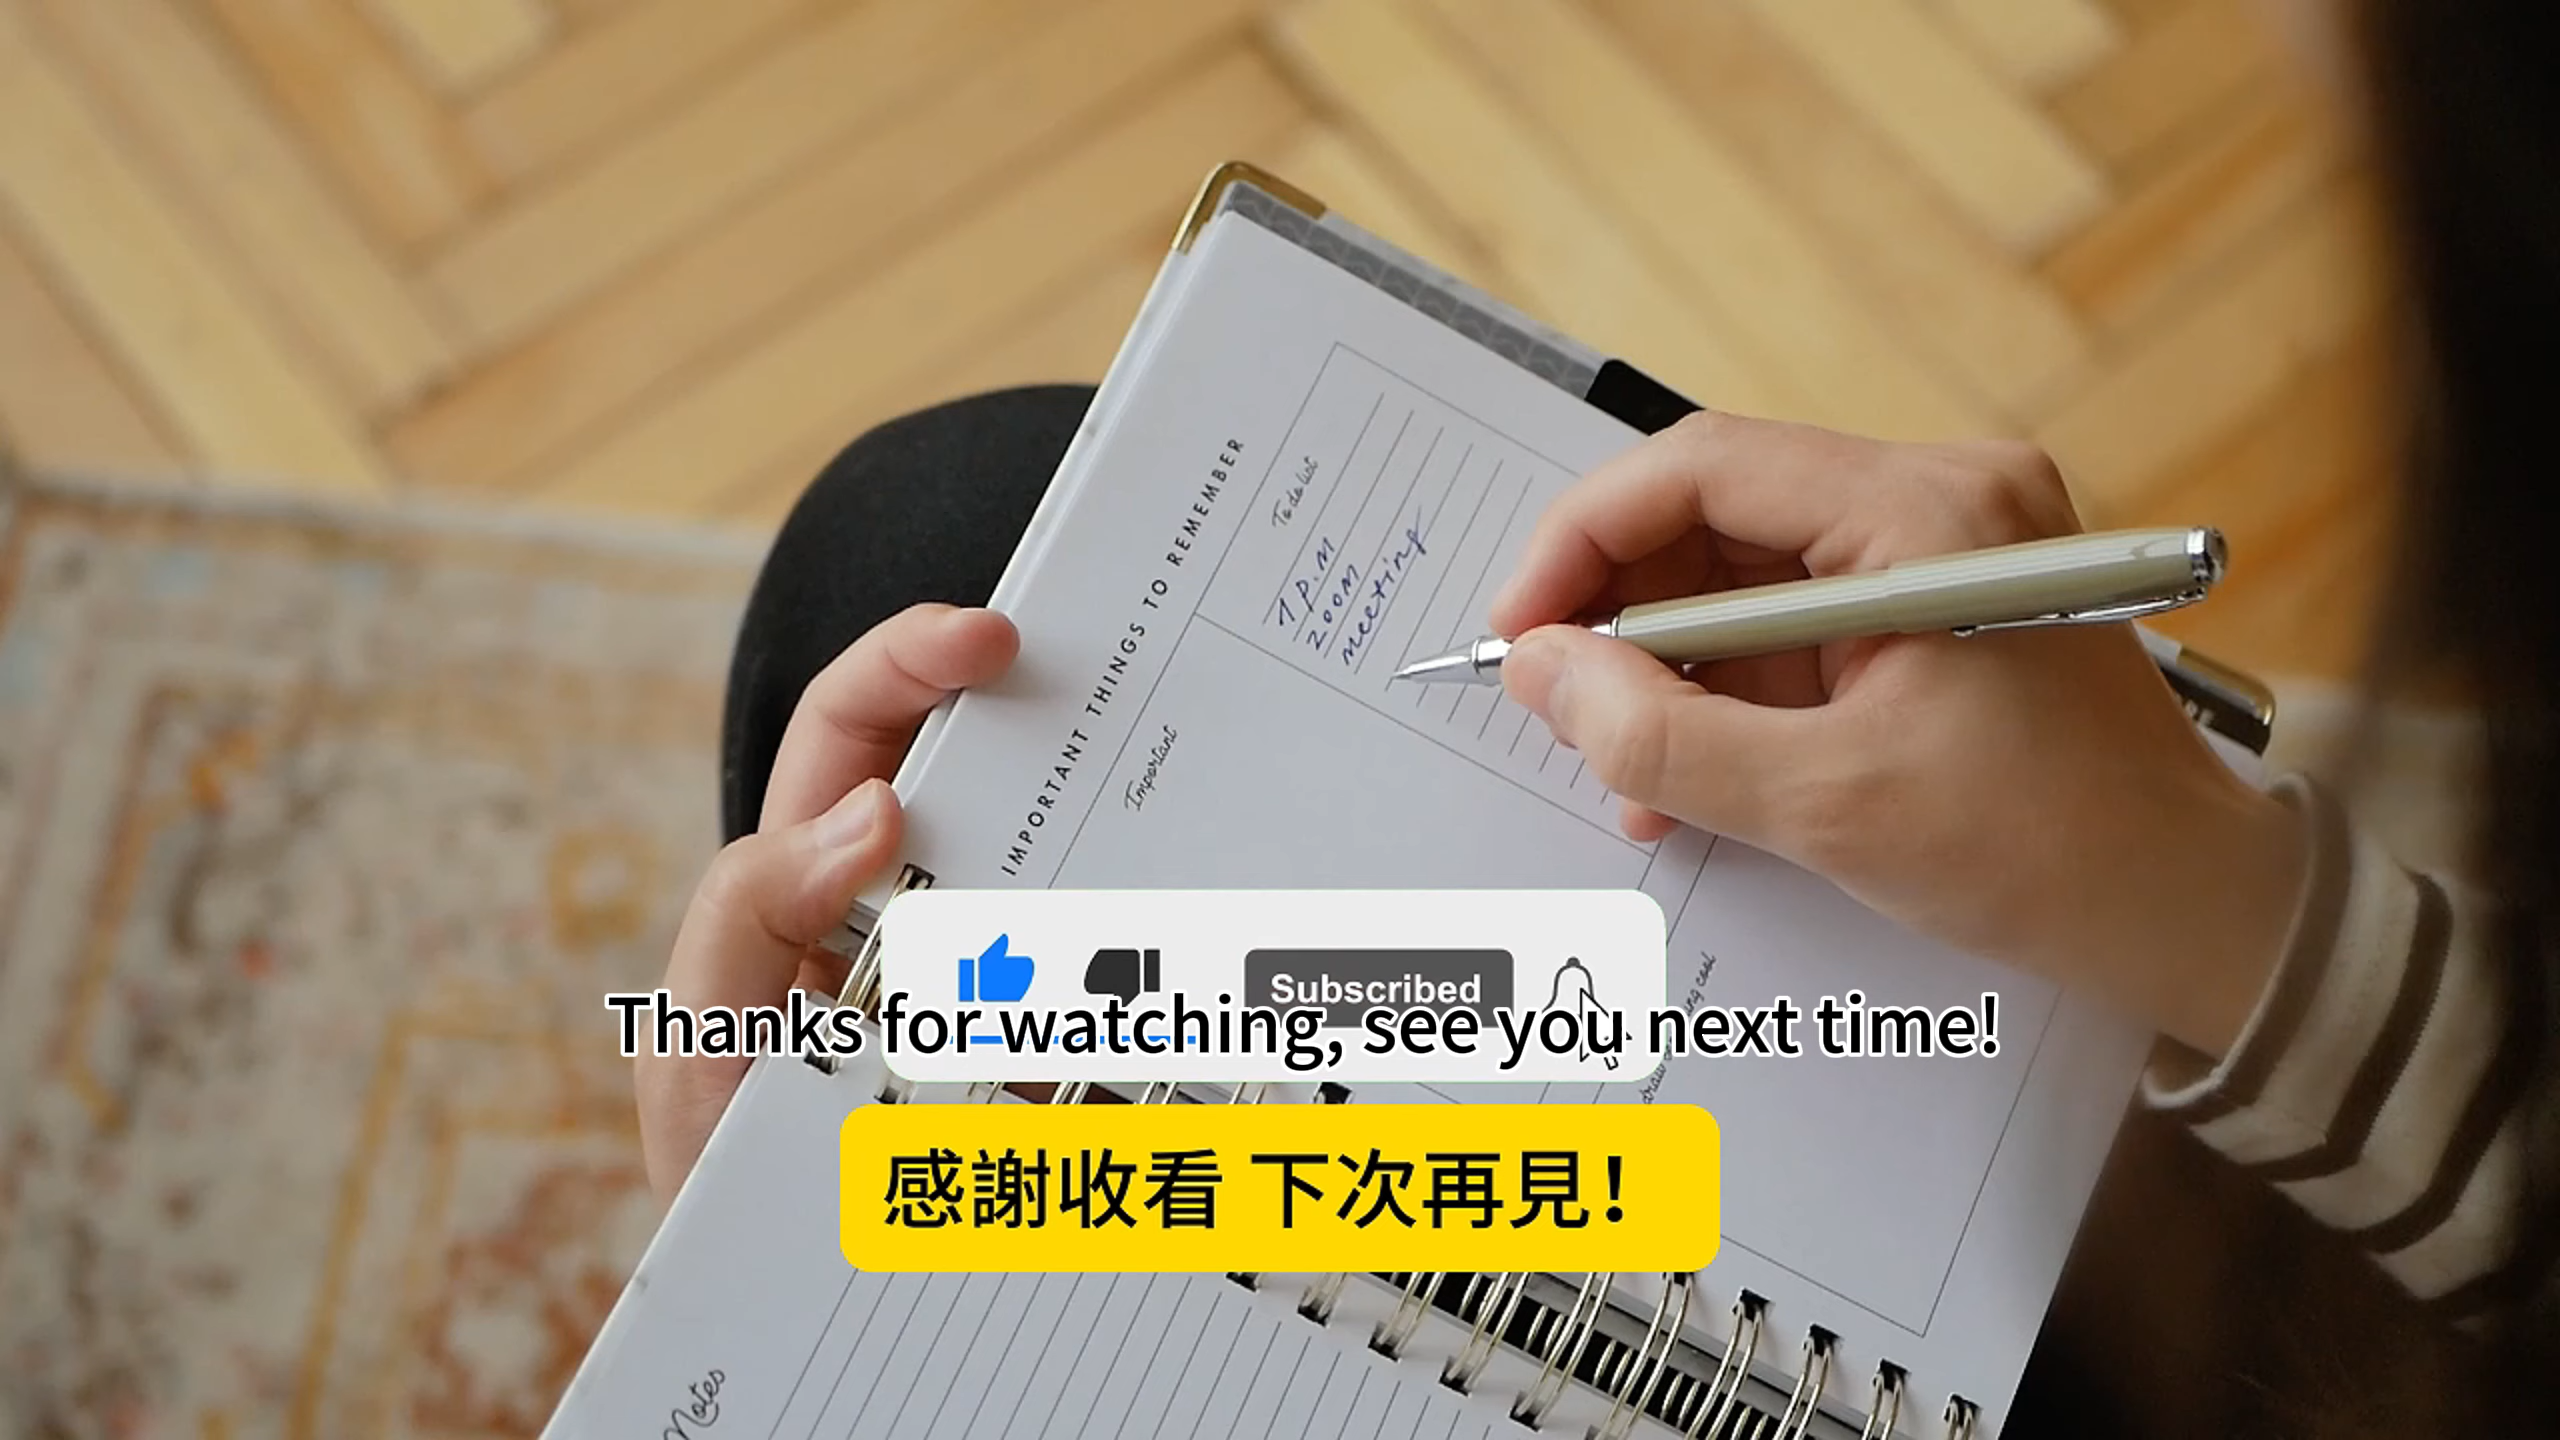 IMPORTANT THINGS TO REMEMBER
To do list
1 P.M
ZOOM
meeting
Important
Subscribed
Thanks for watching, see you next time!
感謝收看 下次再見！
Notes